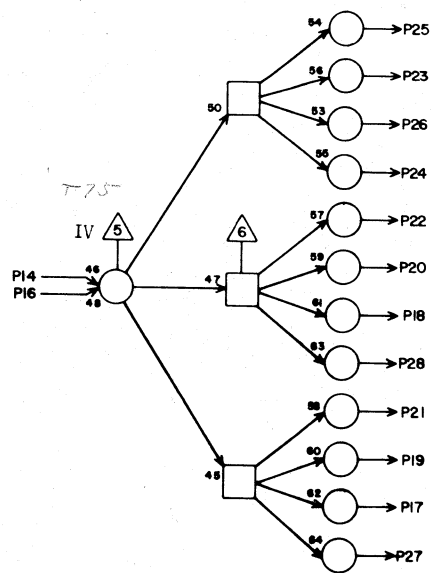 54 P25
56 P23
50 53 P26
55 P24
T75
57 P22
IV 5 6
59 P20
P14 46 47
P16 48 61 P18
63 P28
58 P21
60 P19
45 62 P17
64 P27